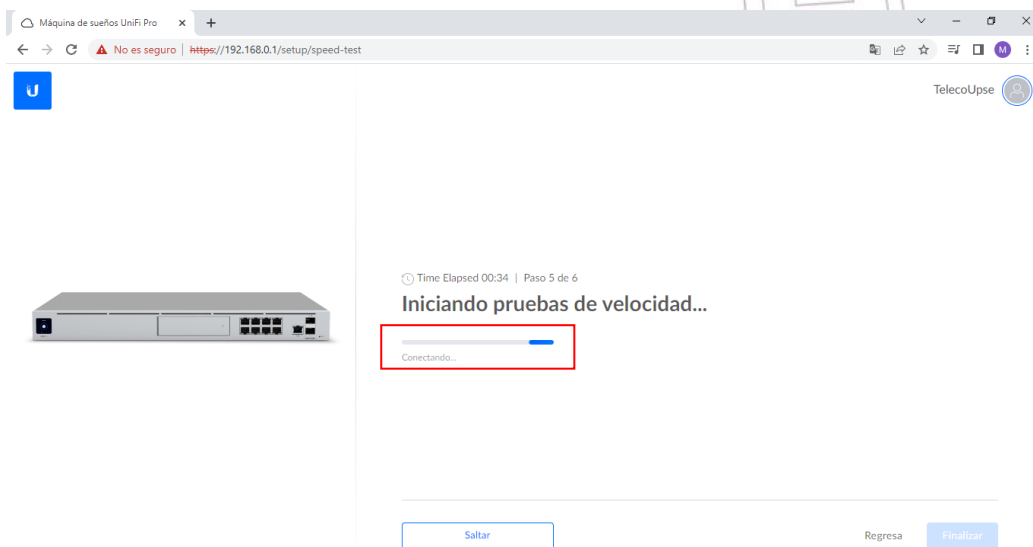 Máquina de sueños UniFi Pro
No es seguro | https://192.168.0.1/setup/speed-test
M
U
TelecoUpse
Time Elapsed 00:34 | Paso 5 de 6
Iniciando pruebas de velocidad...
Conectando...
Saltar
Regresa
Finalizar